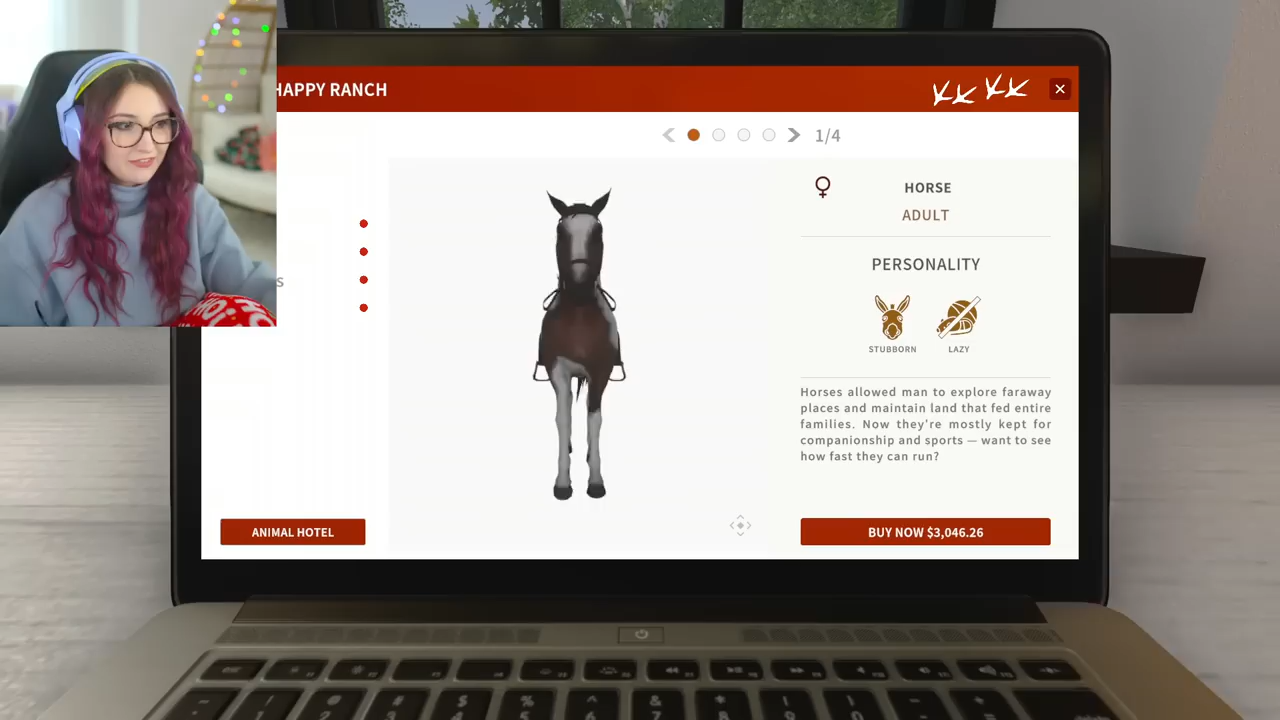 HAPPY RANCH
1/4
HORSE
ADULT
PERSONALITY
STUBBORN
LAZY
Horses allowed man to explore faraway
places and maintain land that fed entire
families. Now they're mostly kept for
companionship and sports — want to see
how fast they can run?
ANIMAL HOTEL
BUY NOW $3,046.26